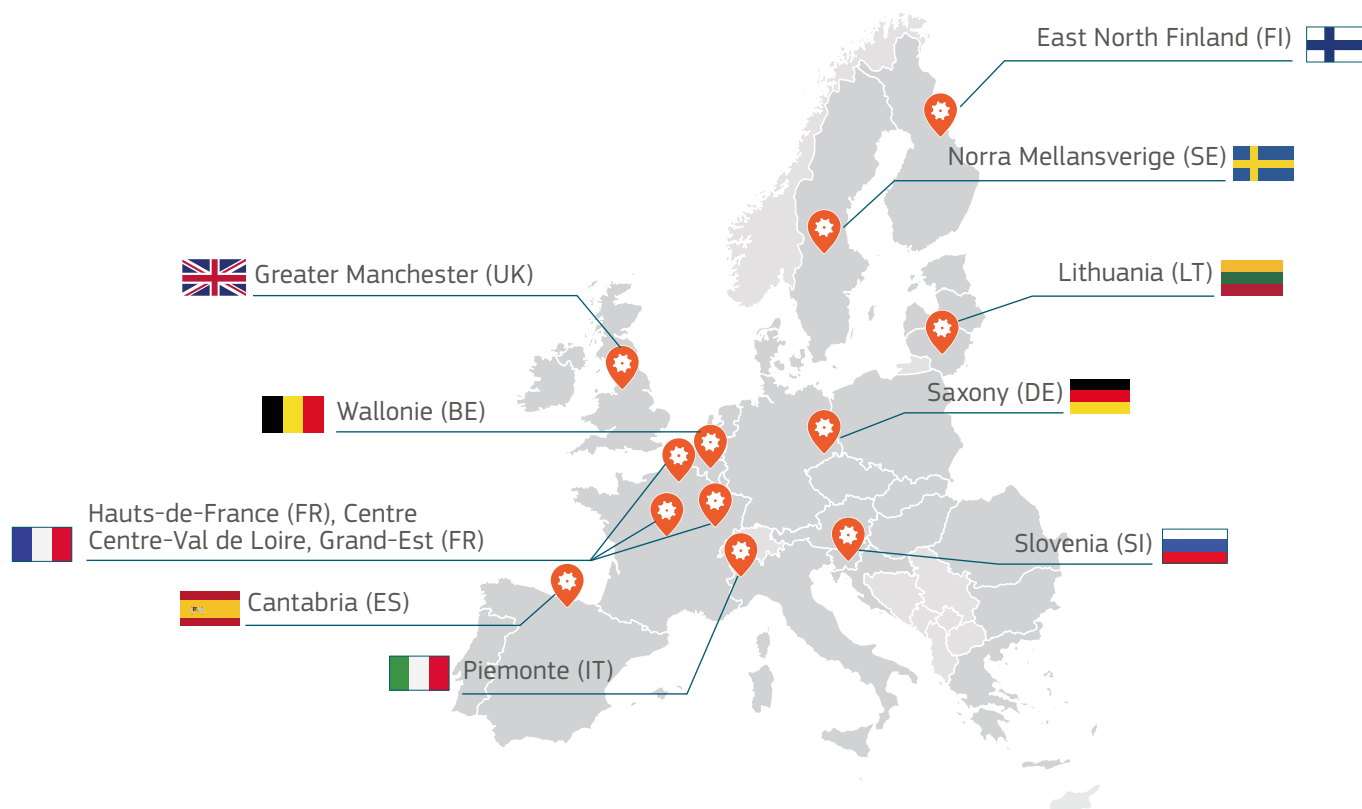 East North Finland (FI)
Norra Mellansverige (SE)
Greater Manchester (UK)
Lithuania (LT)
Wallonie (BE)
Saxony (DE)
Hauts-de-France (FR), Centre
Centre-Val de Loire, Grand-Est (FR)
Slovenia (SI)
Cantabria (ES)
Piemonte (IT)